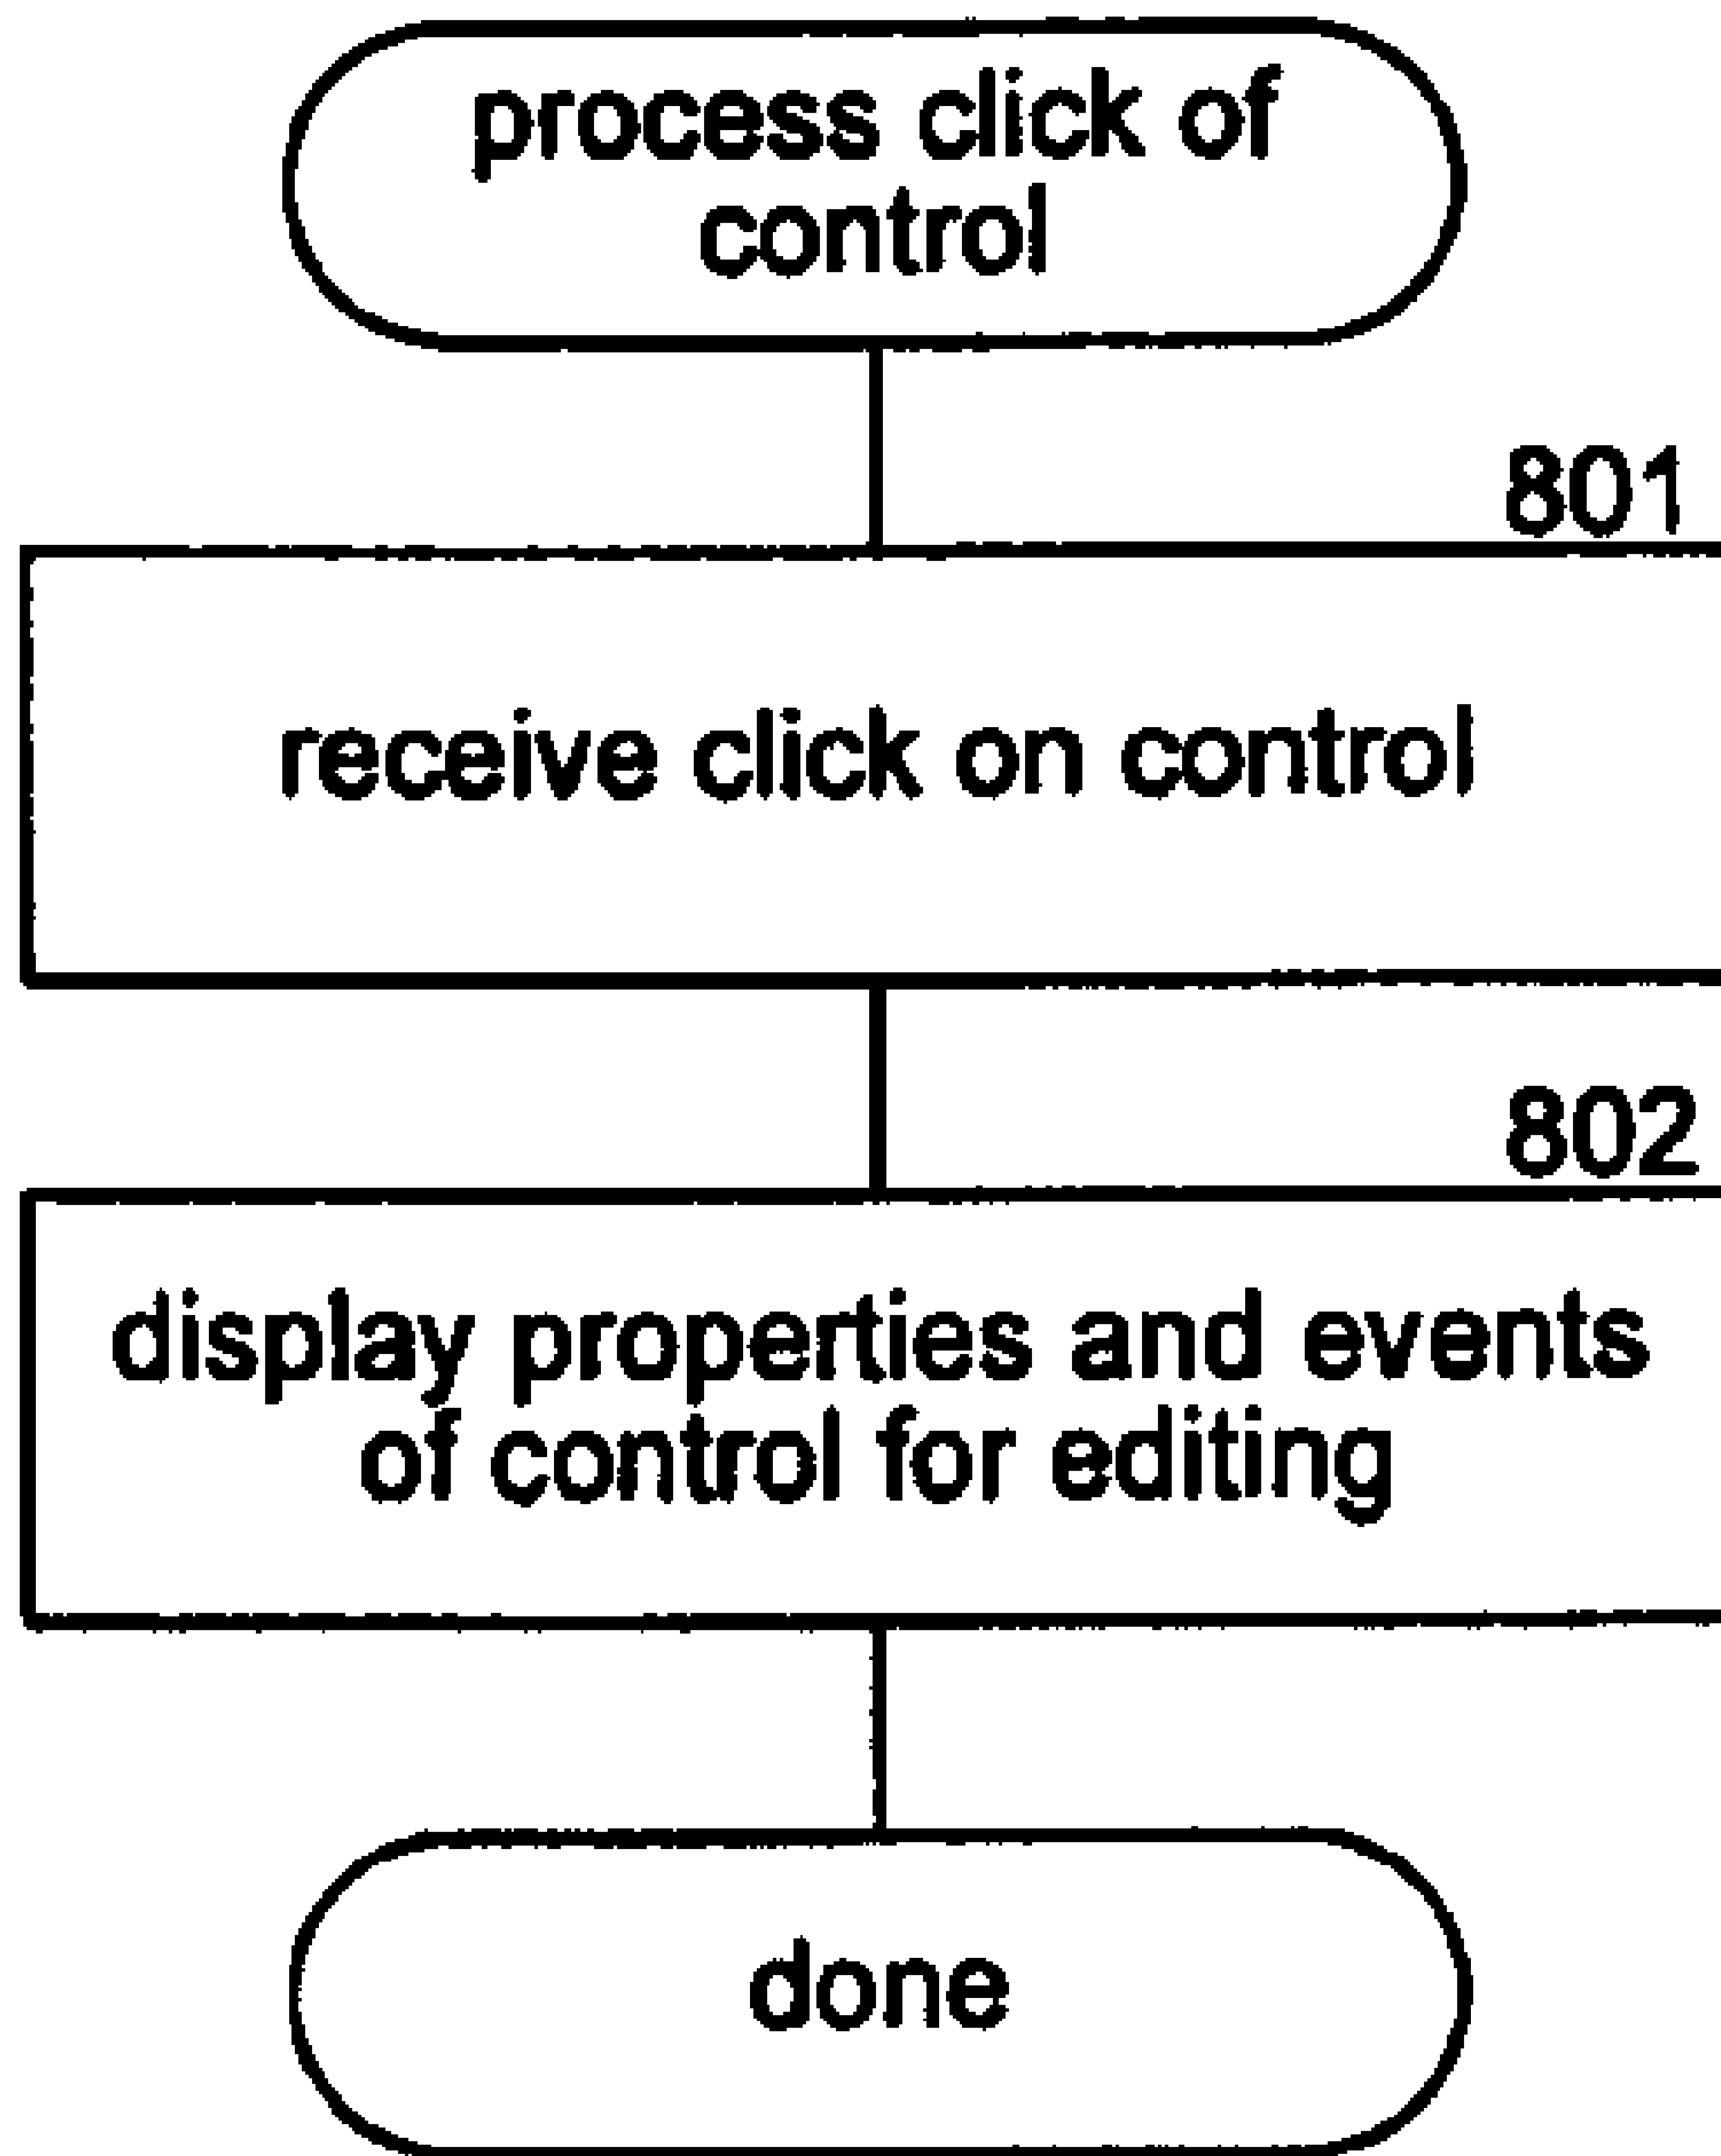 process click of
control
801
receive click on control
802
display properties and events
of control for editing
done